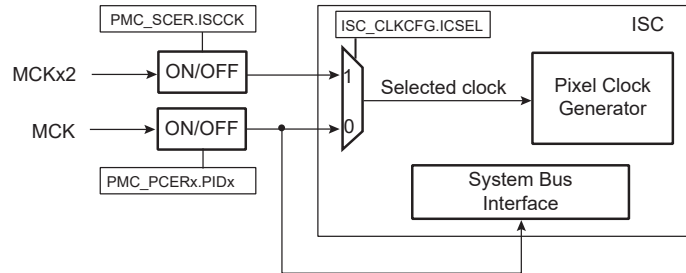 PMC_SCER.ISCCK
ISC_CLKCFG.ICSEL
ISC
MCKx2
ON/OFF
1
Selected clock
Pixel Clock
Generator
MCK
ON/OFF
0
PMC_PCERx.PIDx
System Bus
Interface